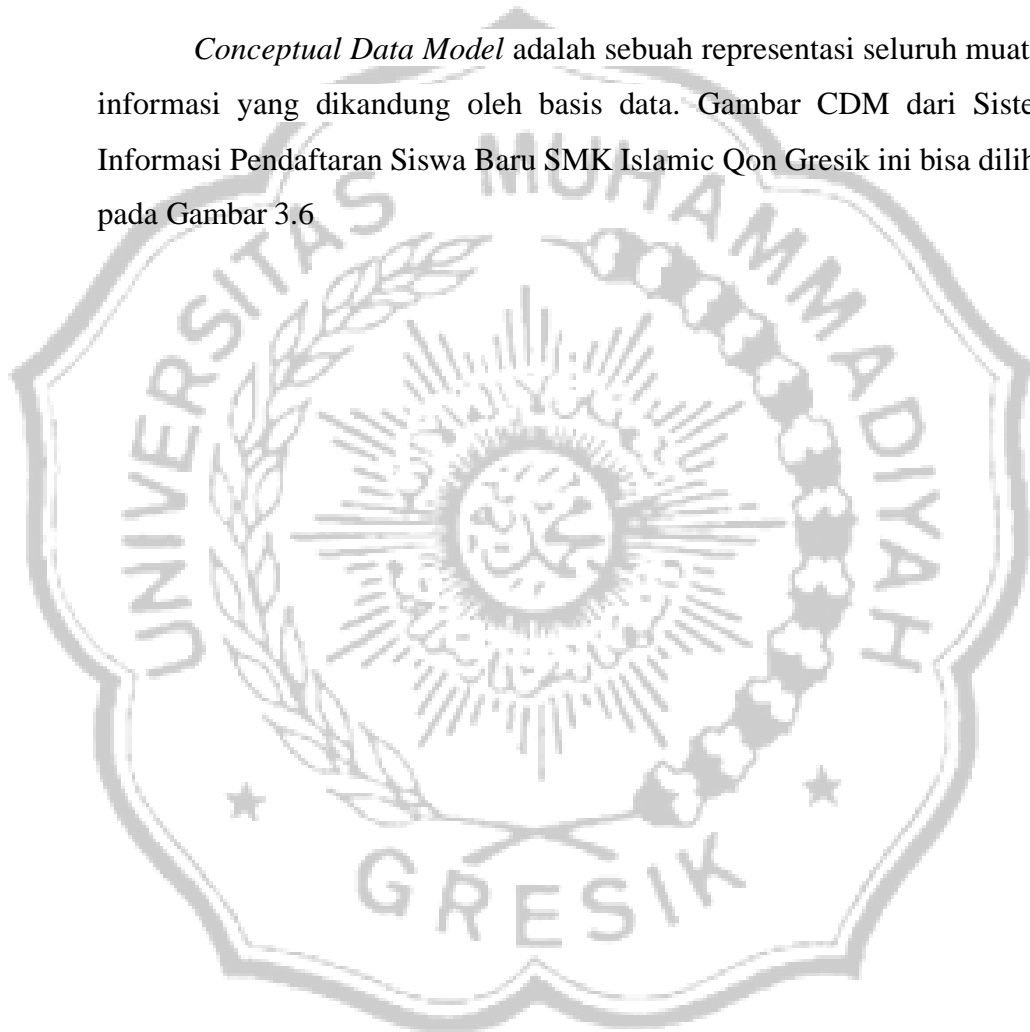 Conceptual Data Model adalah sebuah representasi seluruh muat
informasi yang dikandung oleh basis data. Gambar CDM dari Siste
Informasi Pendaftaran Siswa Baru SMK Islamic Qon Gresik ini bisa dilih
pada Gambar 3.6
UNIVERSITAS MUHAMMADIYAH
GRESIK